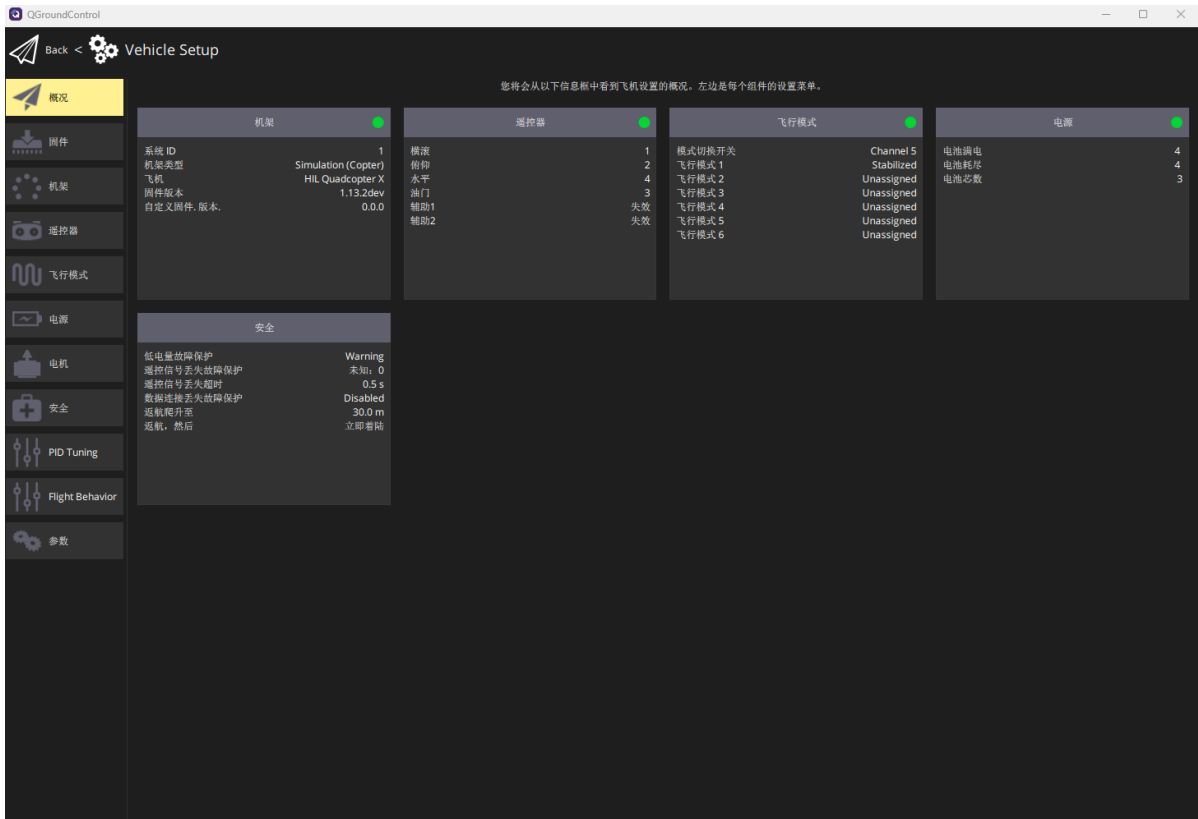 QGroundControl
Back < Vehicle Setup
您将会从以下信息框中看到飞机设置的概况。左边是每个组件的设置菜单。
概况
固件
机架
遥控器
飞行模式
电源
电机
安全
PID Tuning
Flight Behavior
参数
机架
系统 ID 1
机架类型 Simulation (Copter)
飞机 HIL Quadcopter X
固件版本 1.13.2dev
自定义固件. 版本. 0.0.0
遥控器
横滚 1
俯仰 2
水平 4
油门 3
辅助1 失效
辅助2 失效
飞行模式
模式切换开关 Channel 5
飞行模式 1 Stabilized
飞行模式 2 Unassigned
飞行模式 3 Unassigned
飞行模式 4 Unassigned
飞行模式 5 Unassigned
飞行模式 6 Unassigned
电源
电池满电 4
电池耗尽 4
电池芯数 3
安全
低电量故障保护 Warning
遥控信号丢失故障保护 未知: 0
遥控信号丢失超时 0.5 s
数据连接丢失故障保护 Disabled
返航爬升至 30.0 m
返航，然后 立即着陆